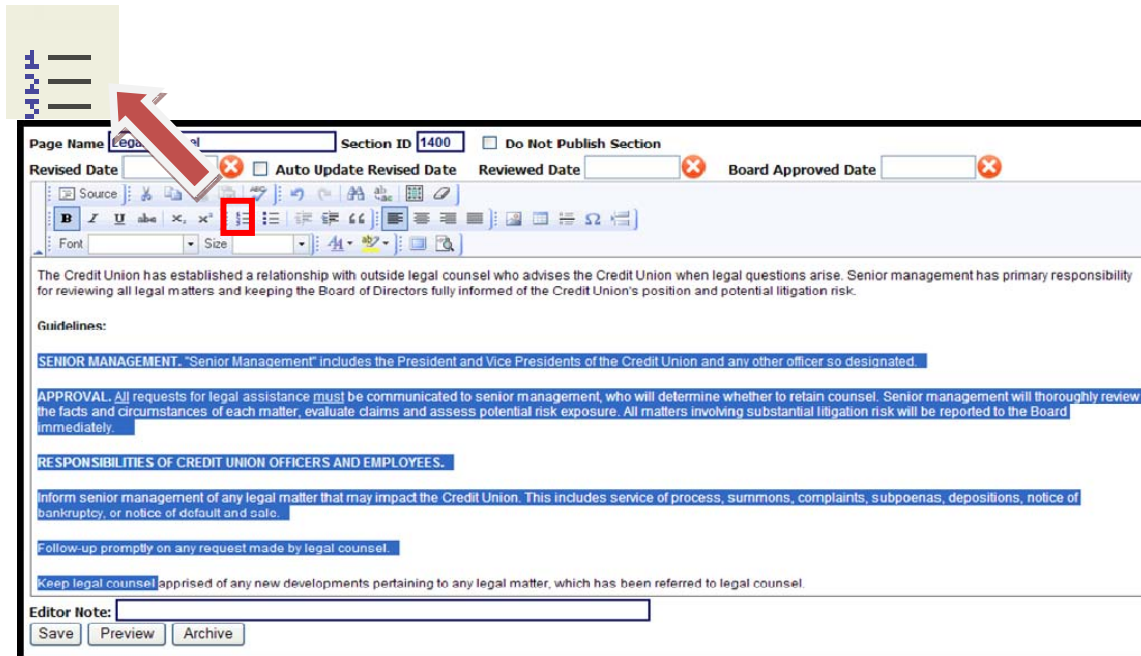 1
2
3
Page Name Section ID 1400 Do Not Publish Section
Revised Date Auto Update Revised Date Reviewed Date Board Approved Date
Source ABC
B I U abc x₂ x² Ω
Font Size A ab
The Credit Union has established a relationship with outside legal counsel who advises the Credit Union when legal questions arise. Senior management has primary responsibility
for reviewing all legal matters and keeping the Board of Directors fully informed of the Credit Union's position and potential litigation risk.
Guidelines:
SENIOR MANAGEMENT. "Senior Management" includes the President and Vice Presidents of the Credit Union and any other officer so designated.
APPROVAL. All requests for legal assistance must be communicated to senior management, who will determine whether to retain counsel. Senior management will thoroughly review
the facts and circumstances of each matter, evaluate claims and assess potential risk exposure. All matters involving substantial litigation risk will be reported to the Board
immediately.
RESPONSIBILITIES OF CREDIT UNION OFFICERS AND EMPLOYEES.
Inform senior management of any legal matter that may impact the Credit Union. This includes service of process, summons, complaints, subpoenas, depositions, notice of
bankruptcy, or notice of default and sale.
Follow-up promptly on any request made by legal counsel.
Keep legal counsel apprised of any new developments pertaining to any legal matter, which has been referred to legal counsel.
Editor Note:
Save Preview Archive